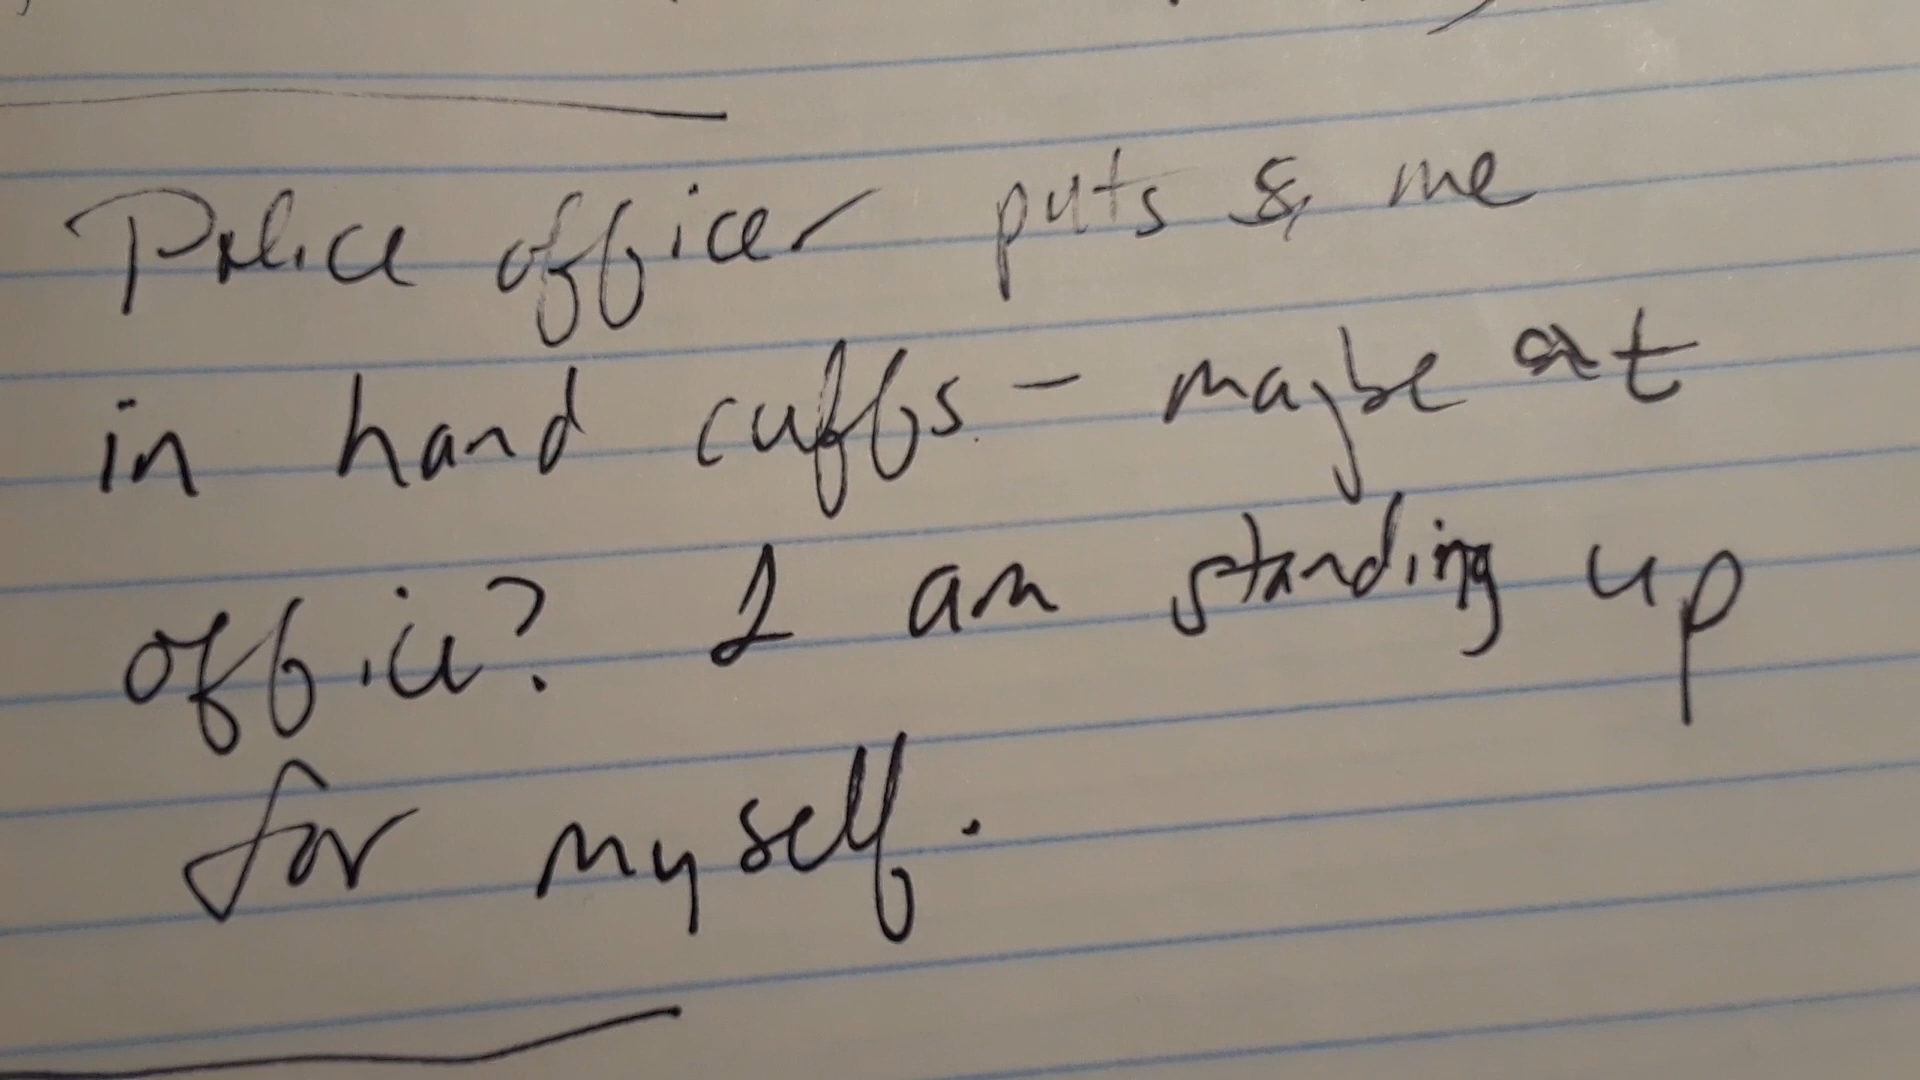 Police officer puts & me
in hand cuffs - maybe at
office? I am standing up
for myself.